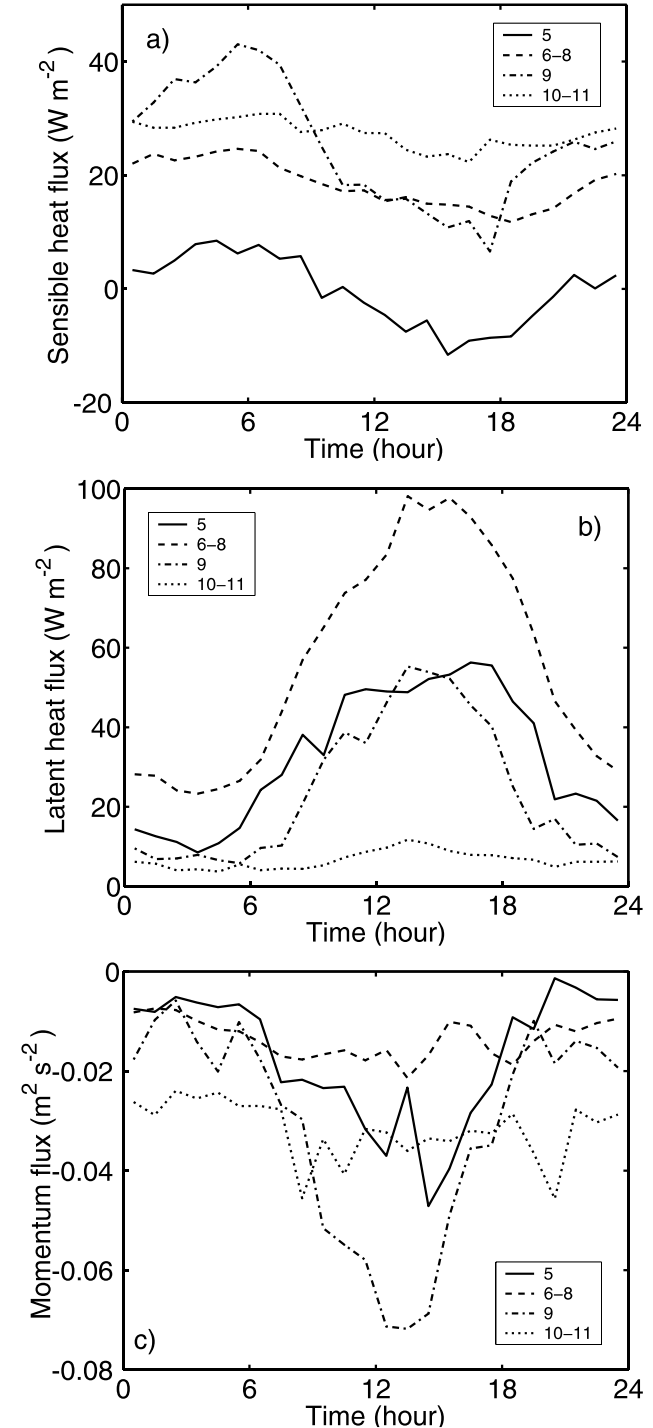 a)
40
20
0
-20
Sensible heat flux (W m-2)
5
6–8
9
10–11
0 6 12 18 24
Time (hour)
100
80
60
40
20
0
Latent heat flux (W m-2)
5
6–8
9
10–11
b)
0 6 12 18 24
Time (hour)
0
-0.02
-0.04
-0.06
-0.08
Momentum flux (m2 s-2)
5
6–8
9
10–11
c)
0 6 12 18 24
Time (hour)